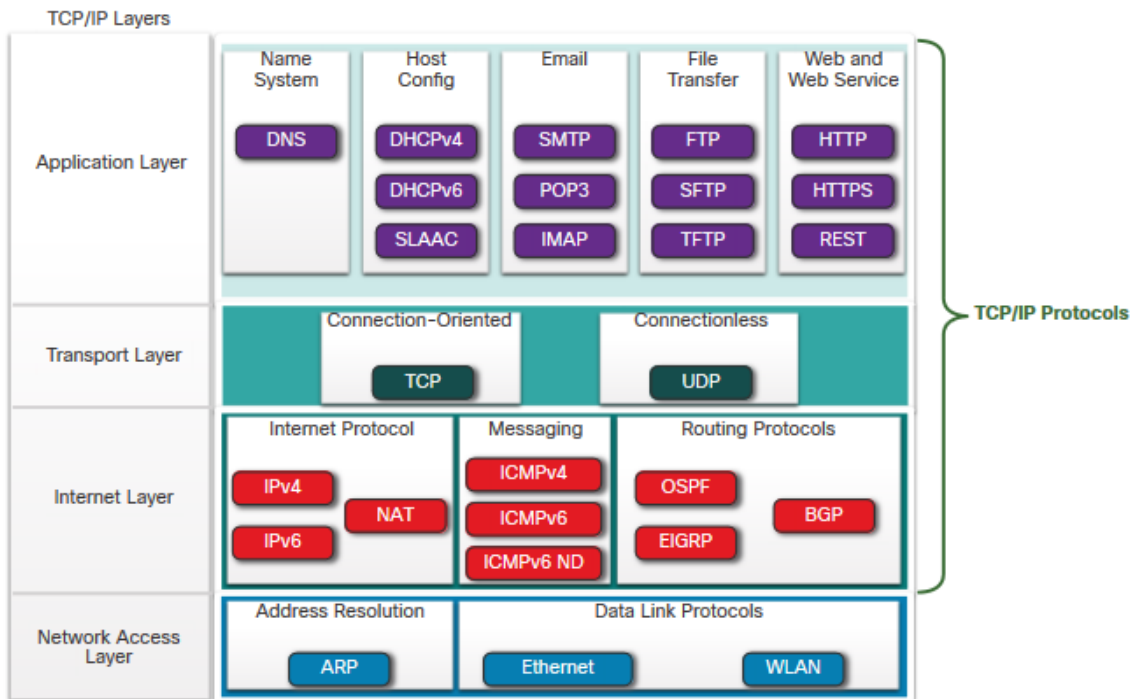 TCP/IP Layers
Application Layer
Name
System
DNS
Host
Config
DHCPv4
DHCPv6
SLAAC
Email
SMTP
POP3
IMAP
File
Transfer
FTP
SFTP
TFTP
Web and
Web Service
HTTP
HTTPS
REST
TCP/IP Protocols
Transport Layer
Connection-Oriented
TCP
Connectionless
UDP
Internet Layer
Internet Protocol
IPv4
IPv6
NAT
Messaging
ICMPv4
ICMPv6
ICMPv6 ND
Routing Protocols
OSPF
EIGRP
BGP
Network Access
Layer
Address Resolution
ARP
Data Link Protocols
Ethernet
WLAN